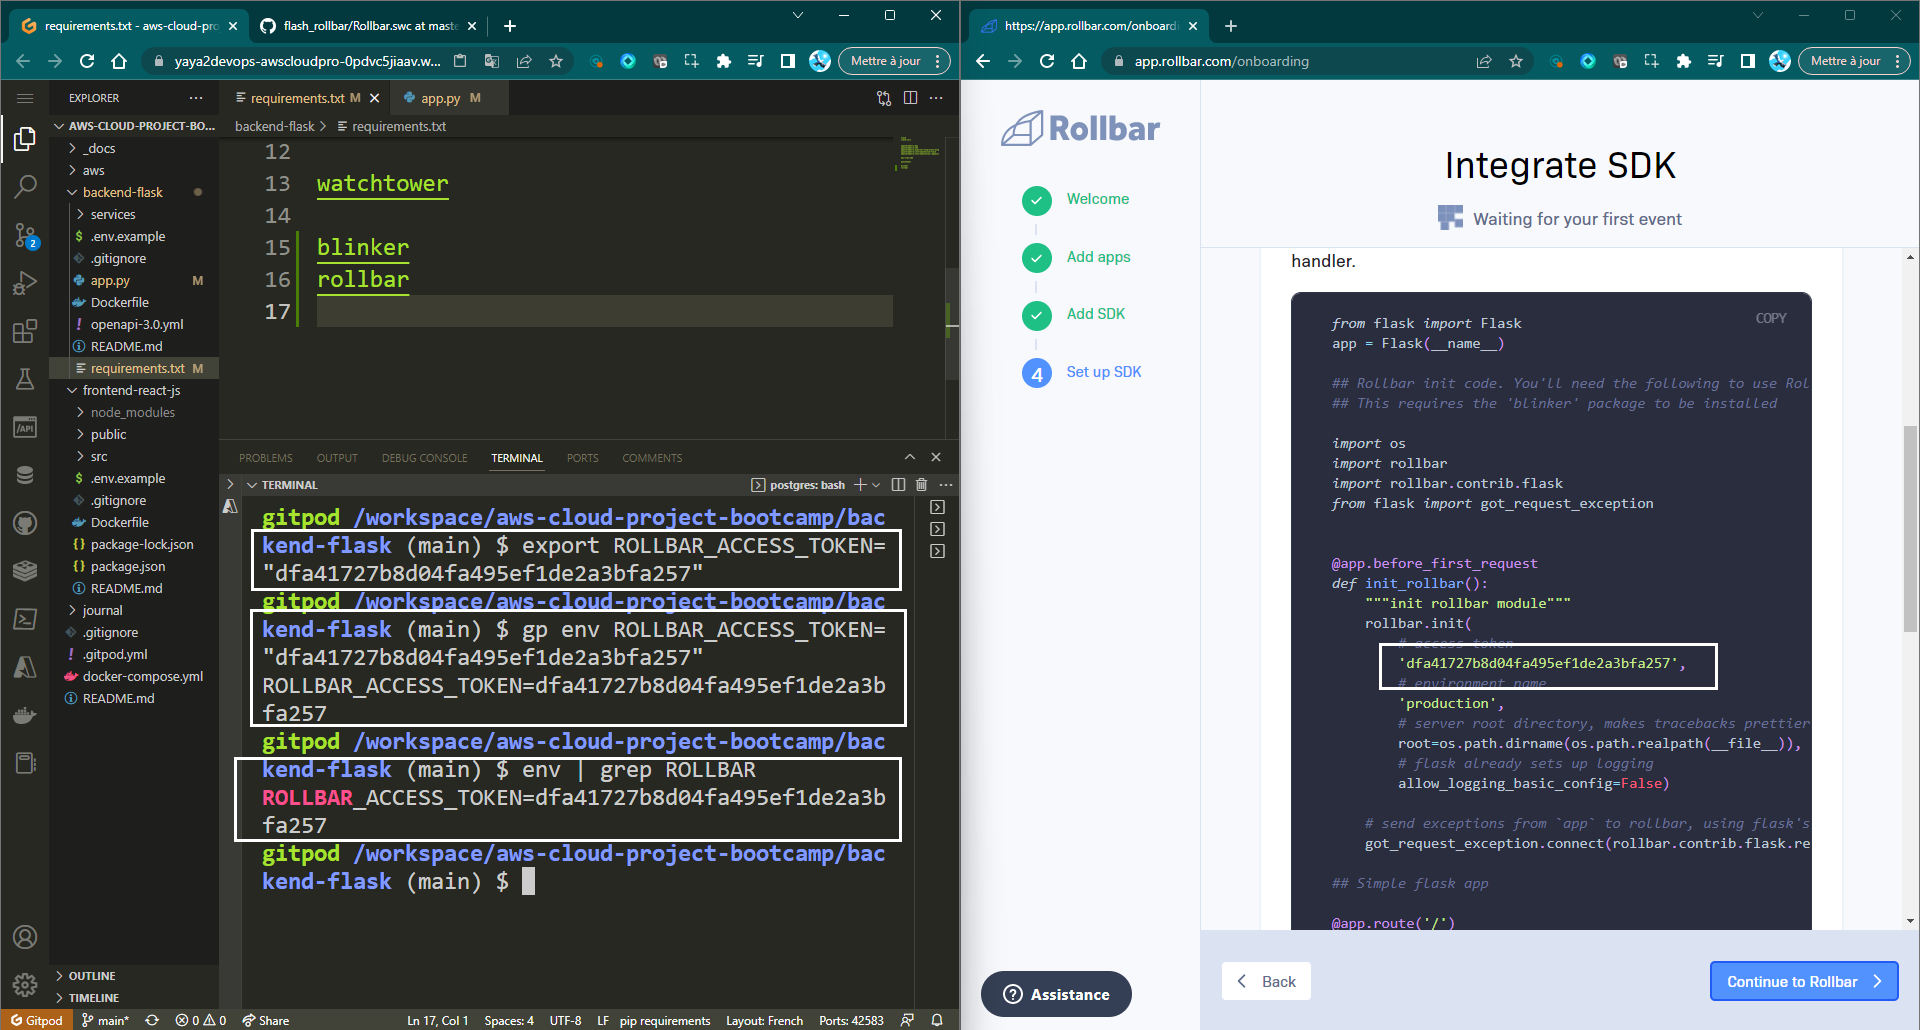 requirements.txt - aws-cloud-pro
flash_rollbar/Rollbar.swc at maste
yaya2devops-awscloudpro-0pdvc5jiaav.w...
Mettre à jour
EXPLORER
AWS-CLOUD-PROJECT-BO...
_docs
aws
backend-flask
services
.env.example
.gitignore
app.py M
Dockerfile
openapi-3.0.yml
README.md
requirements.txt M
frontend-react-js
node_modules
public
src
.env.example
.gitignore
Dockerfile
package-lock.json
package.json
README.md
journal
.gitignore
.gitpod.yml
docker-compose.yml
README.md
OUTLINE
TIMELINE
2
/API
requirements.txt M
app.py M
backend-flask > requirements.txt
12
13 watchtower
14
15 blinker
16 rollbar
17
PROBLEMS OUTPUT DEBUG CONSOLE TERMINAL PORTS COMMENTS
TERMINAL
postgres: bash
gitpod /workspace/aws-cloud-project-bootcamp/bac
kend-flask (main) $ export ROLLBAR_ACCESS_TOKEN=
"dfa41727b8d04fa495ef1de2a3bfa257"
gitpod /workspace/aws-cloud-project-bootcamp/bac
kend-flask (main) $ gp env ROLLBAR_ACCESS_TOKEN=
"dfa41727b8d04fa495ef1de2a3bfa257"
ROLLBAR_ACCESS_TOKEN=dfa41727b8d04fa495ef1de2a3b
fa257
gitpod /workspace/aws-cloud-project-bootcamp/bac
kend-flask (main) $ env | grep ROLLBAR
ROLLBAR_ACCESS_TOKEN=dfa41727b8d04fa495ef1de2a3b
fa257
gitpod /workspace/aws-cloud-project-bootcamp/bac
kend-flask (main) $
Gitpod main* 0 0 Share Ln 17, Col 1 Spaces: 4 UTF-8 LF pip requirements Layout: French Ports: 42583
https://app.rollbar.com/onboardi
app.rollbar.com/onboarding
Mettre à jour
Rollbar
Welcome
Add apps
Add SDK
4 Set up SDK
Integrate SDK
Waiting for your first event
handler.
COPY
from flask import Flask
app = Flask(__name__)
## Rollbar init code. You'll need the following to use Rol
## This requires the 'blinker' package to be installed
import os
import rollbar
import rollbar.contrib.flask
from flask import got_request_exception
@app.before_first_request
def init_rollbar():
"""init rollbar module"""
rollbar.init(
# access token
'dfa41727b8d04fa495ef1de2a3bfa257',
# environment name
'production',
# server root directory, makes tracebacks prettier
root=os.path.dirname(os.path.realpath(__file__)),
# flask already sets up logging
allow_logging_basic_config=False)
# send exceptions from `app` to rollbar, using flask's
got_request_exception.connect(rollbar.contrib.flask.re
## Simple flask app
@app.route('/')
Assistance
Back
Continue to Rollbar